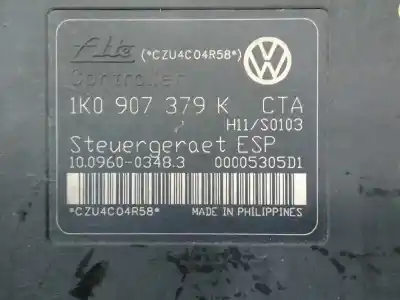 Ate (*CZU4C04R58*)
Controller
1K0 907 379 K CTA
H11/S0103
Steuergeraet ESP
10.0960-0348.3 00005305D1
*CZU4C04R58* MADE IN PHILIPPINES